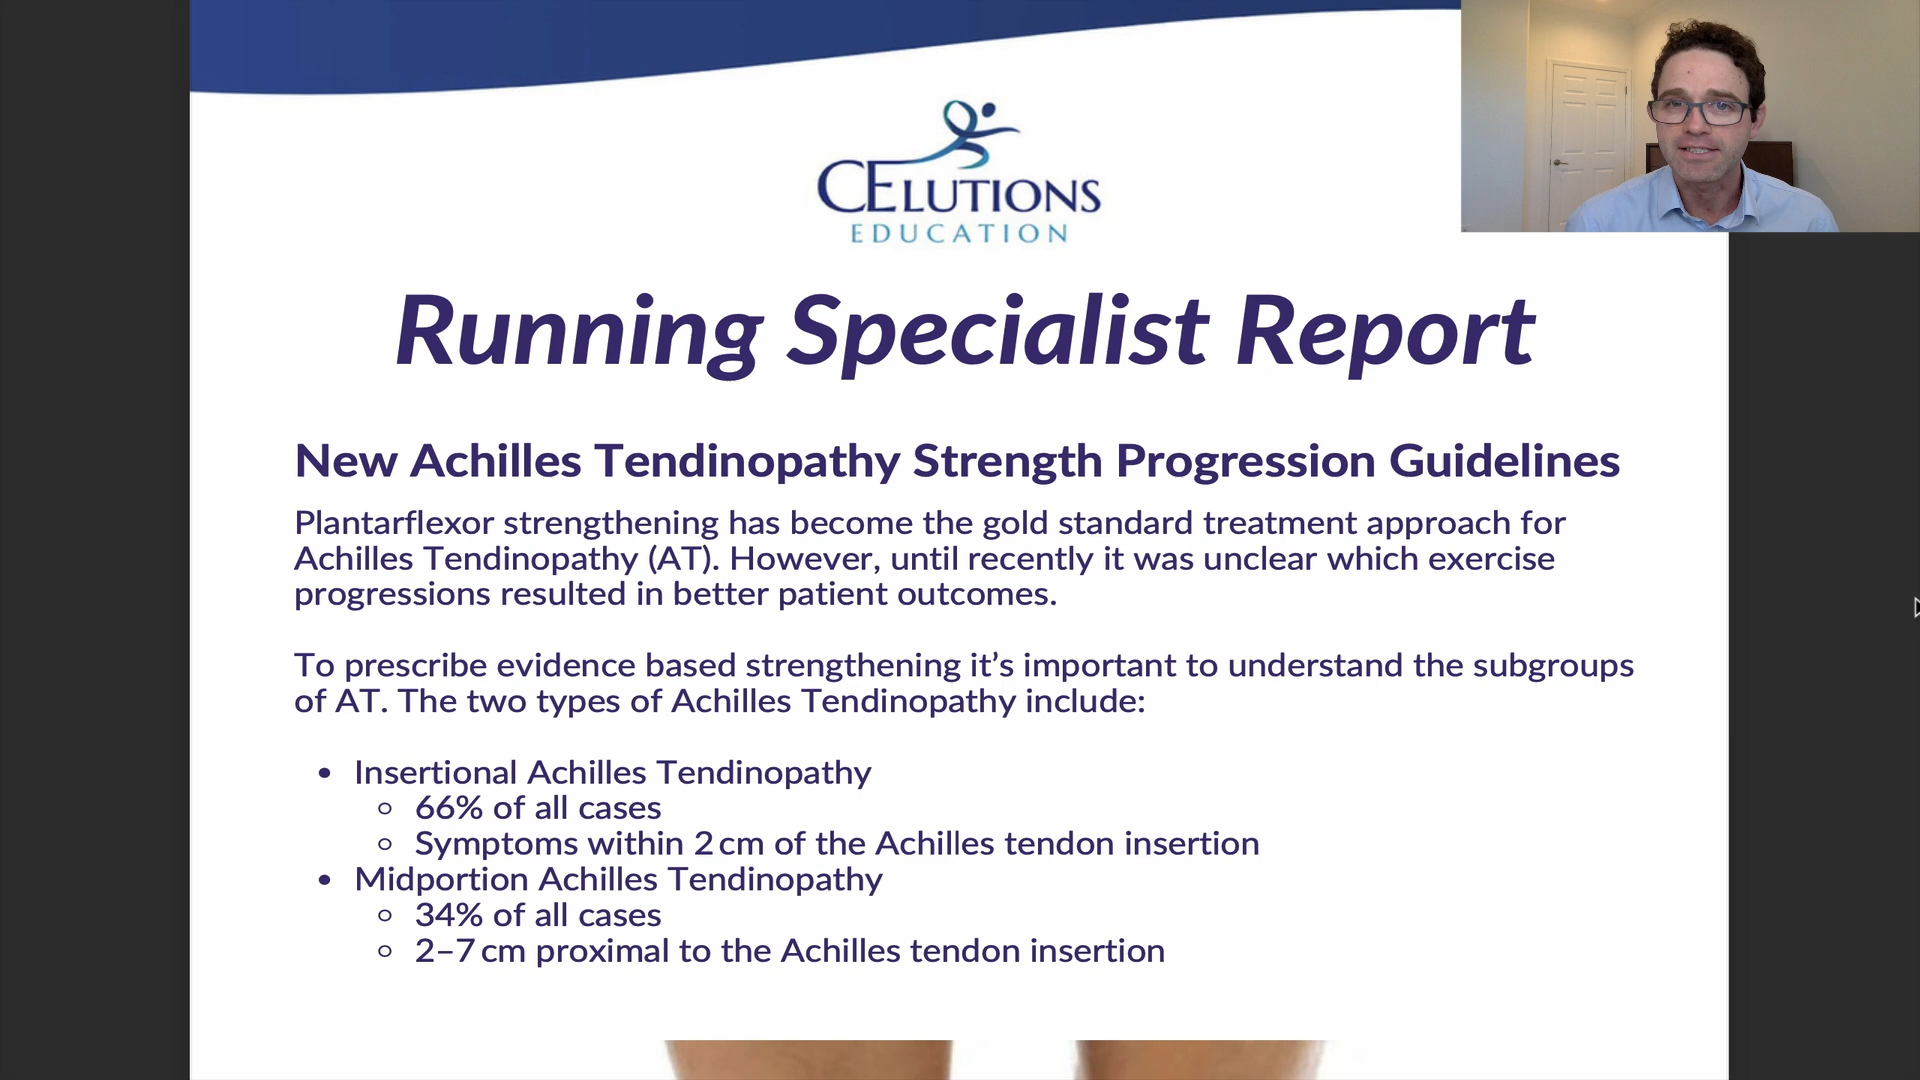 CELUTIONS
EDUCATION
Running Specialist Report
New Achilles Tendinopathy Strength Progression Guidelines
Plantarflexor strengthening has become the gold standard treatment approach for
Achilles Tendinopathy (AT). However, until recently it was unclear which exercise
progressions resulted in better patient outcomes.
To prescribe evidence based strengthening it’s important to understand the subgroups
of AT. The two types of Achilles Tendinopathy include:
• Insertional Achilles Tendinopathy
◦ 66% of all cases
◦ Symptoms within 2 cm of the Achilles tendon insertion
• Midportion Achilles Tendinopathy
◦ 34% of all cases
◦ 2–7 cm proximal to the Achilles tendon insertion